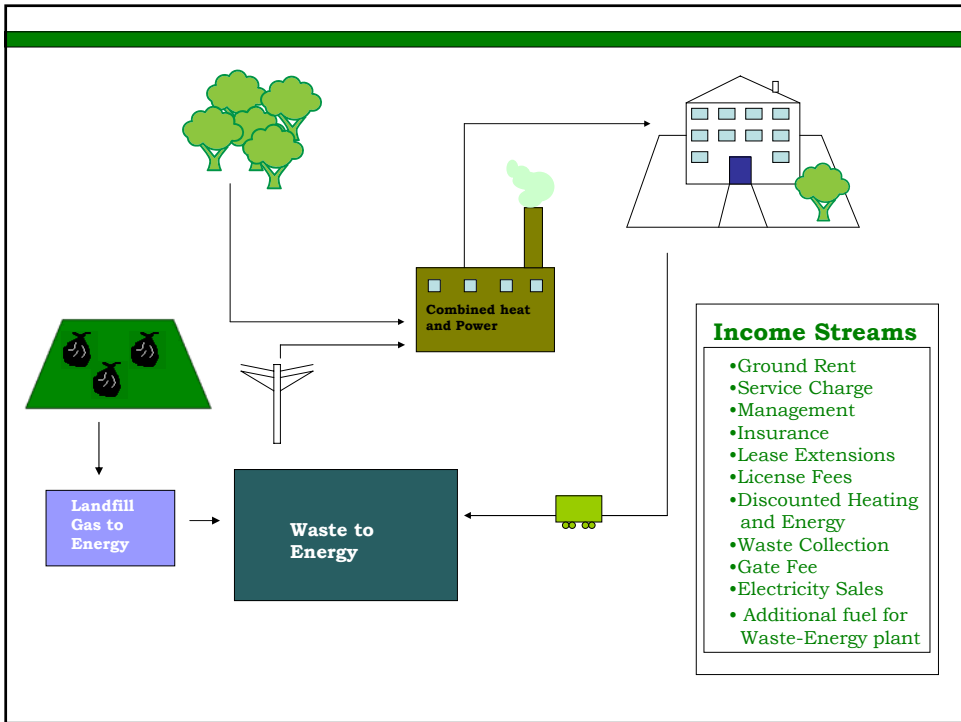 Combined heat
and Power
Landfill
Gas to
Energy
Waste to
Energy
Income Streams
•Ground Rent
•Service Charge
•Management
•Insurance
•Lease Extensions
•License Fees
•Discounted Heating
and Energy
•Waste Collection
•Gate Fee
•Electricity Sales
• Additional fuel for
Waste-Energy plant